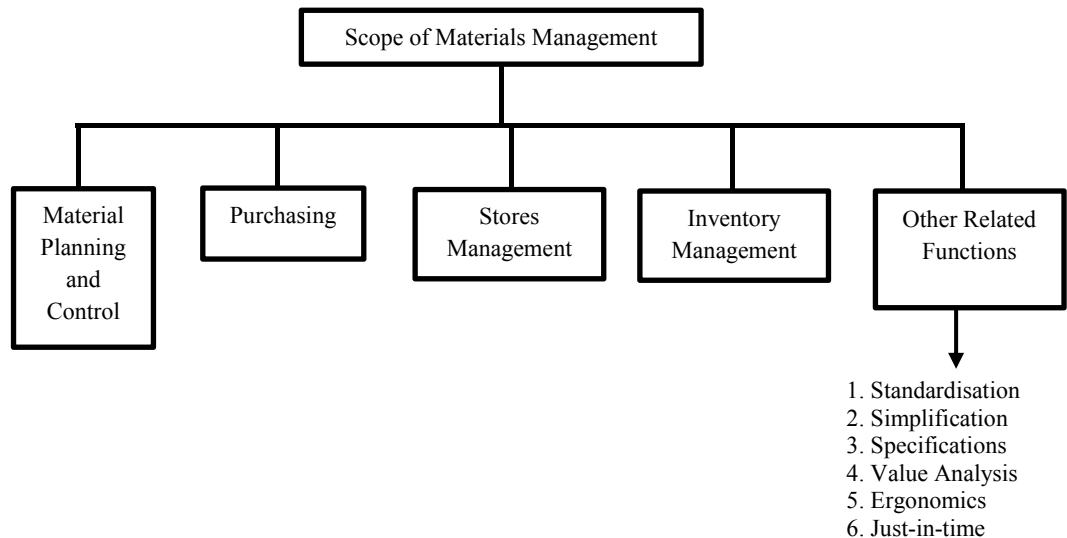 Scope of Materials Management
Material
Planning
and
Control
Purchasing
Stores
Management
Inventory
Management
Other Related
Functions
1. Standardisation
2. Simplification
3. Specifications
4. Value Analysis
5. Ergonomics
6. Just-in-time